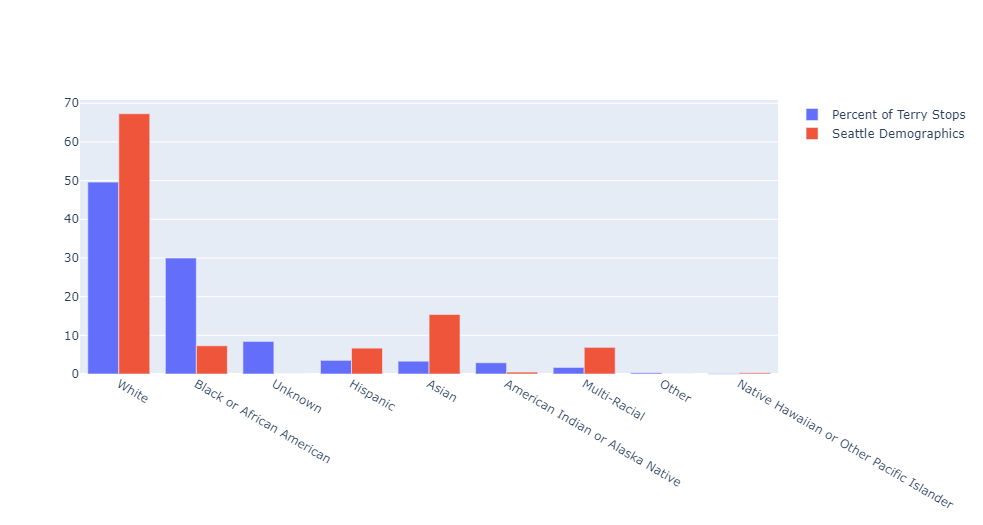 70
60
50
40
30
20
10
0
White
Black or African American
Unknown
Hispanic
Asian
American Indian or Alaska Native
Multi-Racial
Other
Native Hawaiian or Other Pacific Islander
Percent of Terry Stops
Seattle Demographics